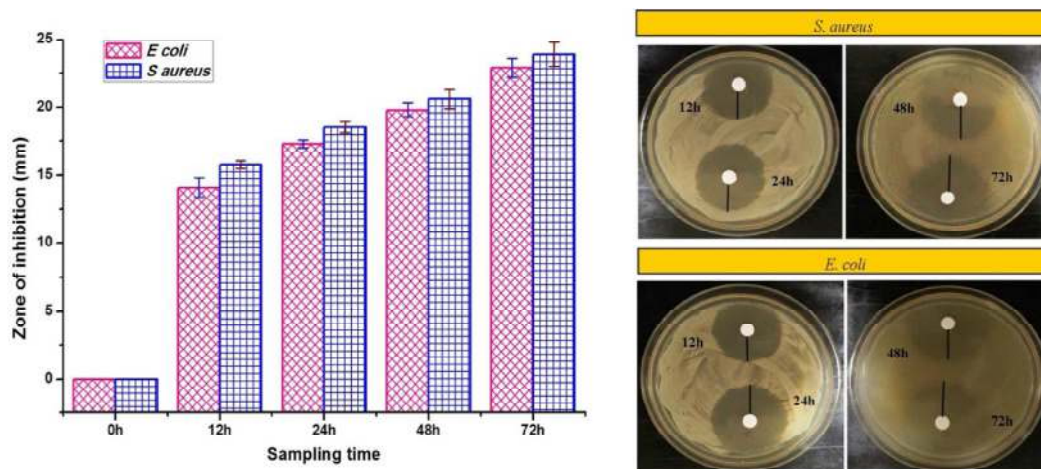 E coli
S aureus
Zone of inhibition (mm)
25
20
15
10
5
0
0h
12h
24h
48h
72h
Sampling time
S. aureus
12h
24h
48h
72h
E. coli
12h
24h
48h
72h